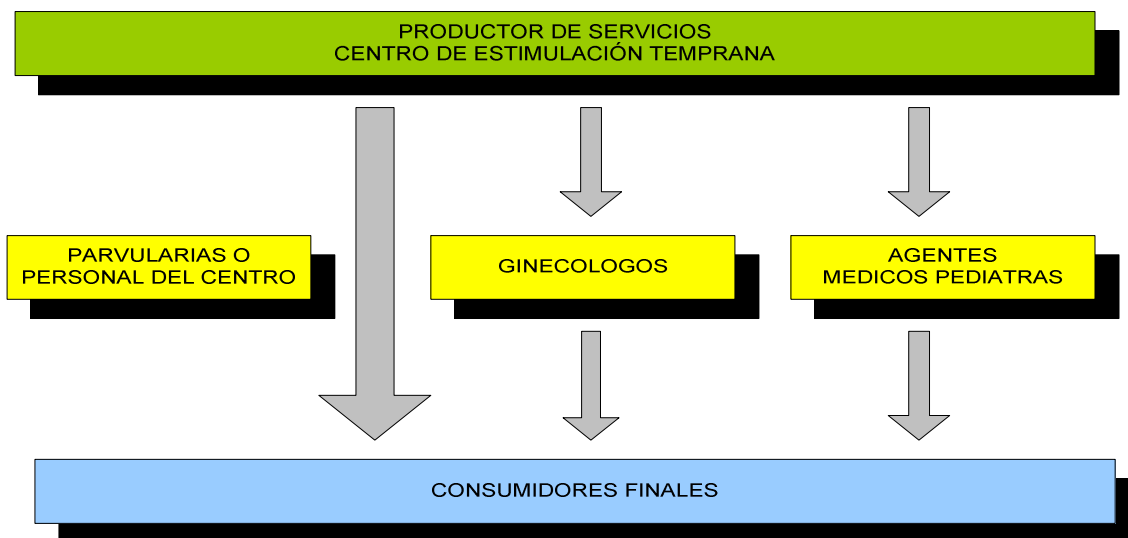 PRODUCTOR DE SERVICIOS
CENTRO DE ESTIMULACIÓN TEMPRANA
PARVULARIAS O
PERSONAL DEL CENTRO
GINECOLOGOS
AGENTES
MEDICOS PEDIATRAS
CONSUMIDORES FINALES